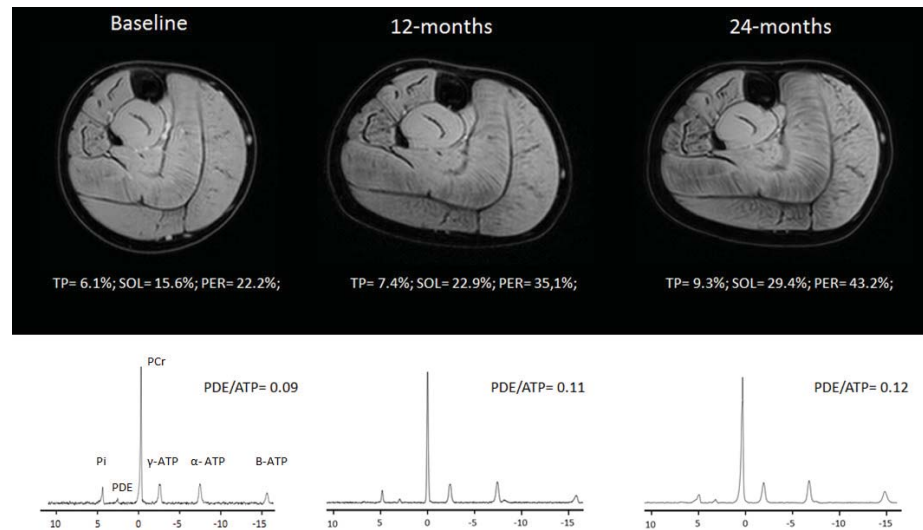 Baseline 12-months 24-months
TP= 6.1%; SOL= 15.6%; PER= 22.2%; TP= 7.4%; SOL= 22.9%; PER= 35,1%; TP= 9.3%; SOL= 29.4%; PER= 43.2%;
PCr
PDE/ATP= 0.09 PDE/ATP= 0.11 PDE/ATP= 0.12
Pi PDE γ-ATP α- ATP B-ATP
10 5 0 -5 -10 -15 10 5 0 -5 -10 -15 10 5 0 -5 -10 -15